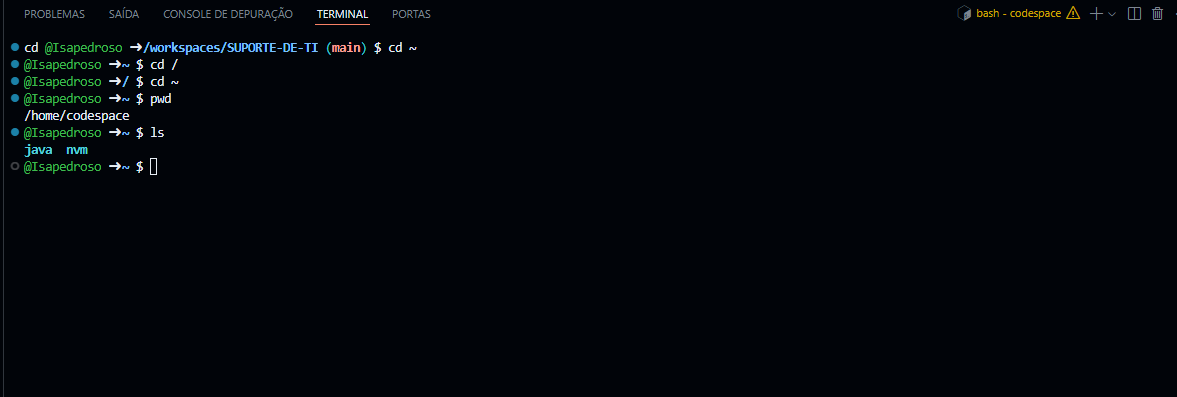 PROBLEMAS SAÍDA CONSOLE DE DEPURAÇÃO TERMINAL PORTAS bash - codespace
cd @Isapedroso ➜/workspaces/SUPORTE-DE-TI (main) $ cd ~
@Isapedroso ➜~ $ cd /
@Isapedroso ➜/ $ cd ~
@Isapedroso ➜~ $ pwd
/home/codespace
@Isapedroso ➜~ $ ls
java nvm
@Isapedroso ➜~ $